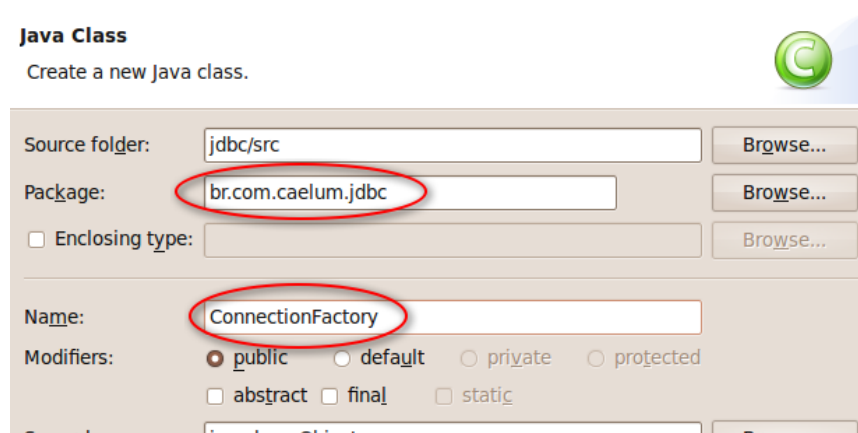 Java Class
Create a new Java class.
Source folder: jdbc/src Browse...
Package: br.com.caelum.jdbc Browse...
Enclosing type: Browse...
Name: ConnectionFactory
Modifiers: public default private protected
abstract final static